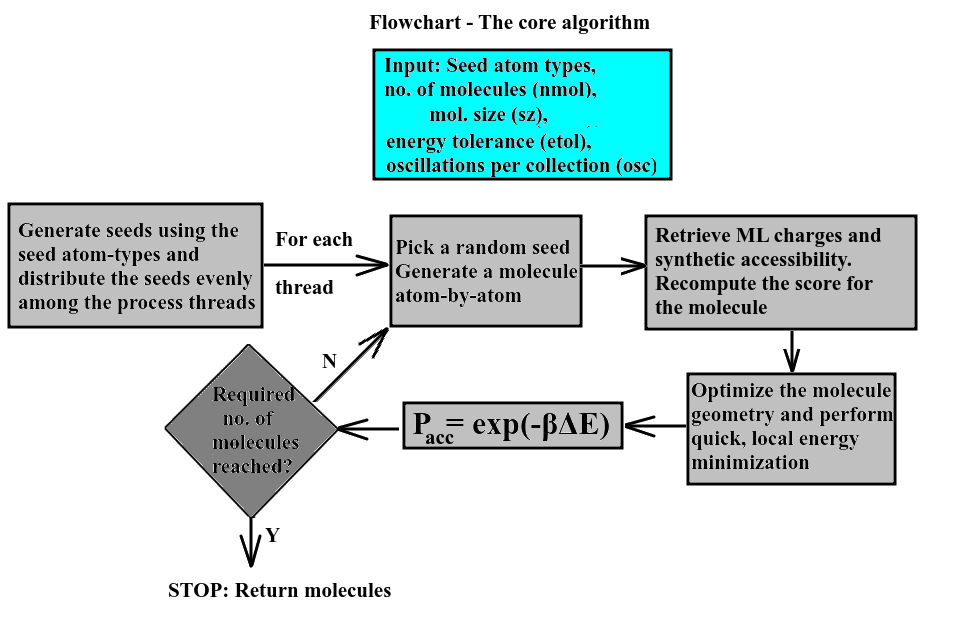 Flowchart - The core algorithm
Input: Seed atom types,
no. of molecules (nmol),
mol. size (sz),
energy tolerance (etol),
oscillations per collection (osc)
Generate seeds using the
seed atom-types and
distribute the seeds evenly
among the process threads
For each
thread
Pick a random seed
Generate a molecule
atom-by-atom
Retrieve ML charges and
synthetic accessibility.
Recompute the score for
the molecule
Optimize the molecule
geometry and perform
quick, local energy
minimization
Pacc = exp(-βΔE)
Required
no. of
molecules
reached?
N
Y
STOP: Return molecules